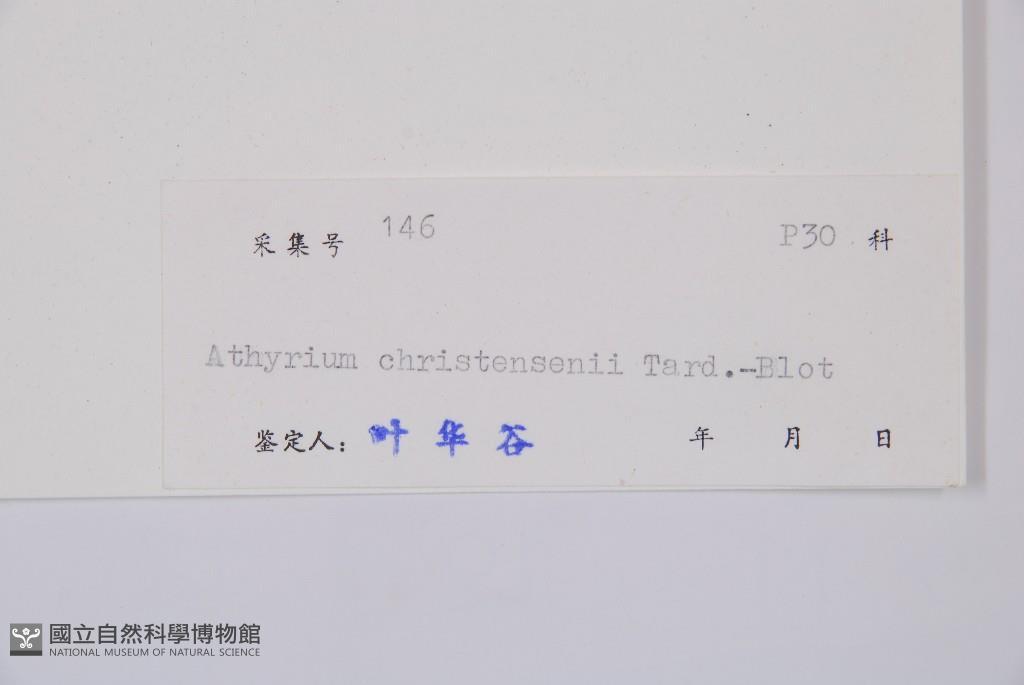 采集号 146 P30 科
Athyrium christensenii Tard.-Blot
鉴定人: 叶华谷 年 月 日
國立自然科學博物館
NATIONAL MUSEUM OF NATURAL SCIENCE